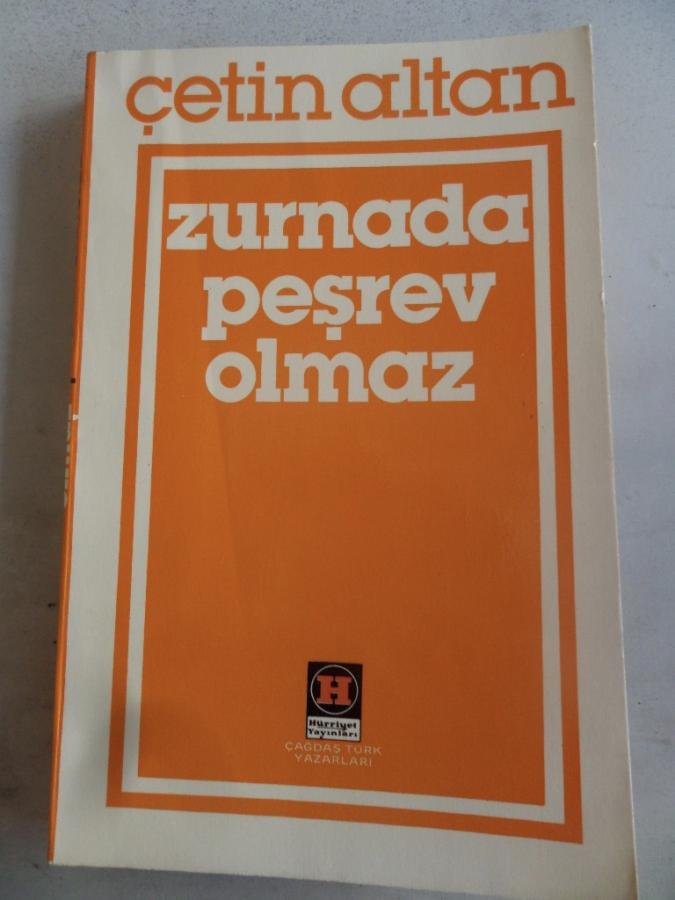 çetin altan
zurnada
peşrev
olmaz
H
Hürriyet
Yayınları
ÇAĞDAŞ TÜRK
YAZARLARI